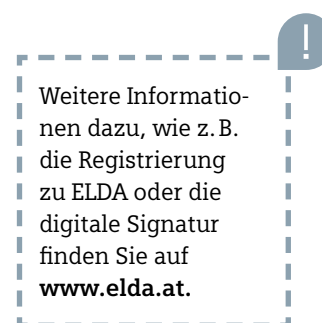 !
Weitere Informatio-
nen dazu, wie z. B.
die Registrierung
zu ELDA oder die
digitale Signatur
finden Sie auf
www.elda.at.